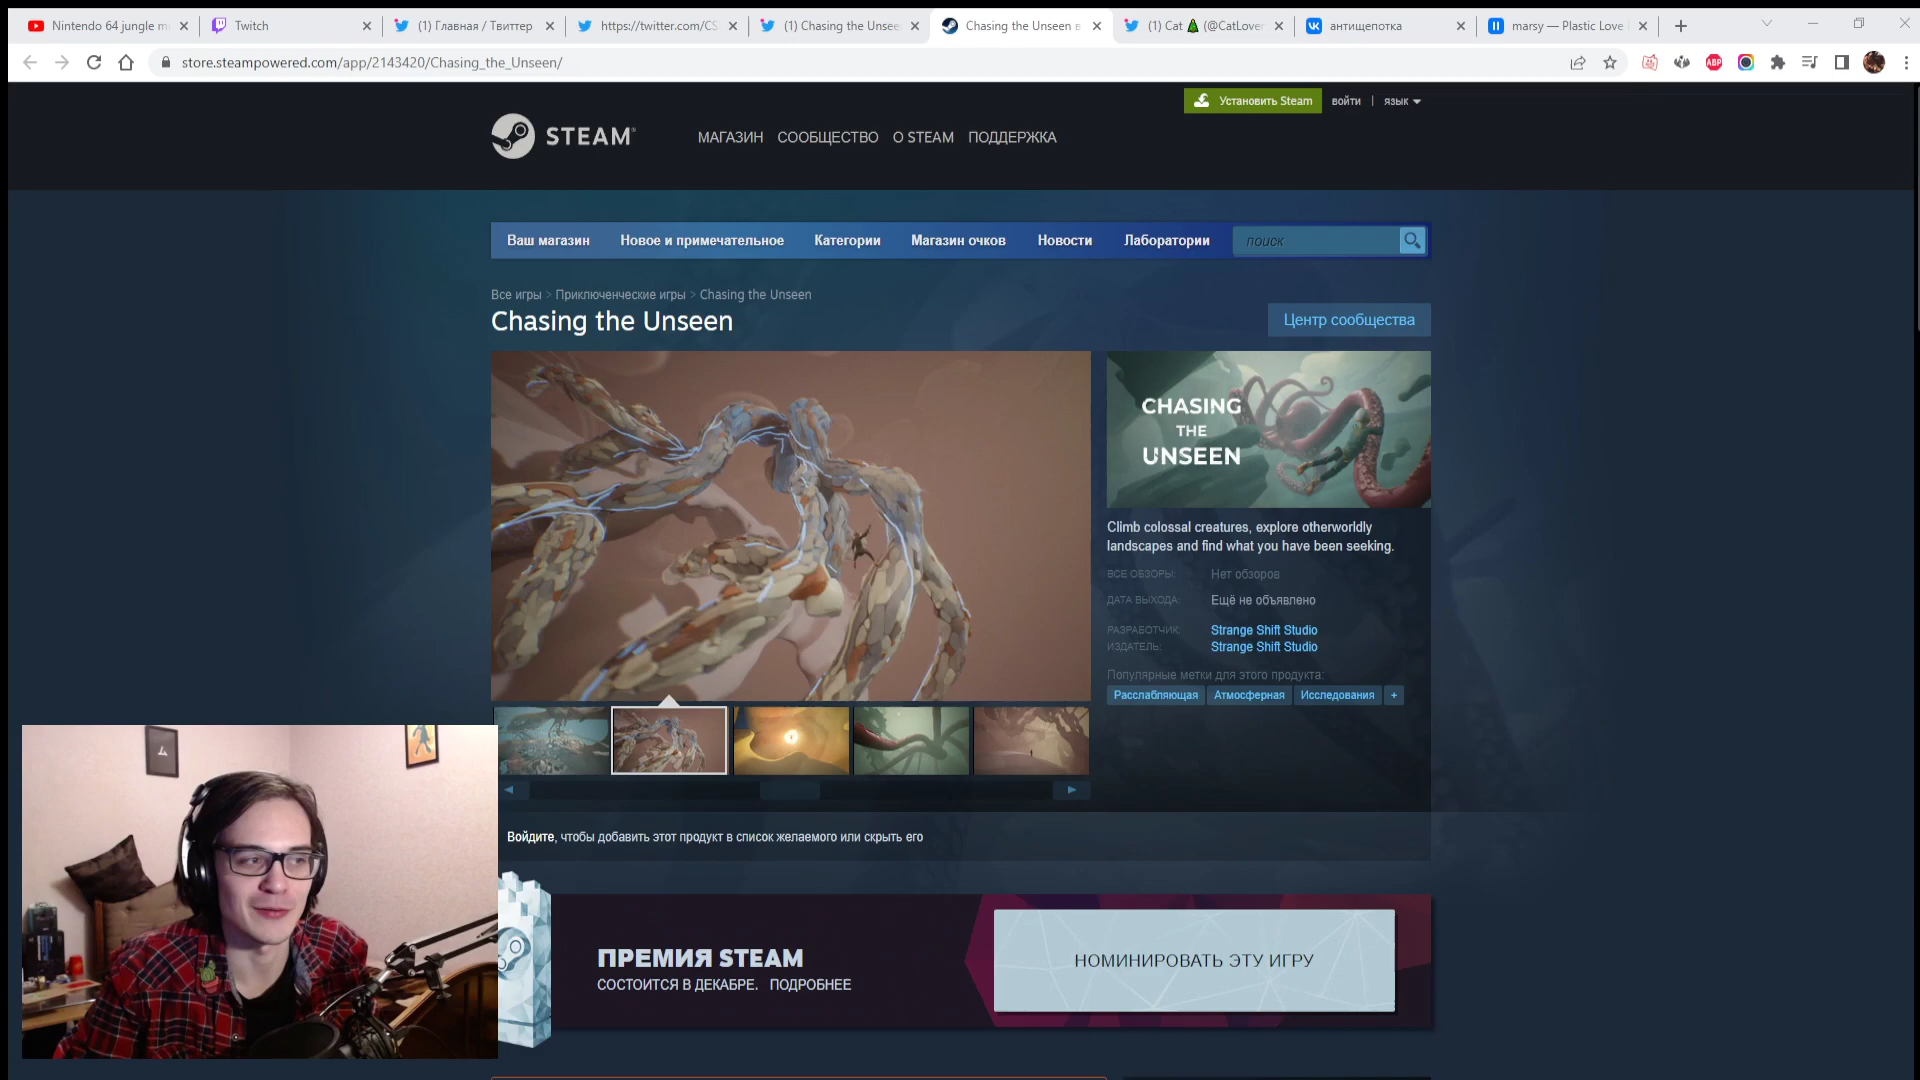 Nintendo 64 jungle m
Twitch
(1) Главная / Твиттер
https://twitter.com/CS
(1) Chasing the Unsee
Chasing the Unseen в
(1) Cat 🌲 (@CatLover
антищепотка
marsy — Plastic Love
store.steampowered.com/app/2143420/Chasing_the_Unseen/
ABP
Установить Steam
войти | язык
STEAM
МАГАЗИН СООБЩЕСТВО О STEAM ПОДДЕРЖКА
Ваш магазин Новое и примечательное Категории Магазин очков Новости Лаборатории поиск
Все игры > Приключенческие игры > Chasing the Unseen
Chasing the Unseen
Центр сообщества
CHASING
THE
UNSEEN
Climb colossal creatures, explore otherworldly
landscapes and find what you have been seeking.
ВСЕ ОБЗОРЫ: Нет обзоров
ДАТА ВЫХОДА: Ещё не объявлено
РАЗРАБОТЧИК: Strange Shift Studio
ИЗДАТЕЛЬ: Strange Shift Studio
Популярные метки для этого продукта:
Расслабляющая Атмосферная Исследования +
Войдите, чтобы добавить этот продукт в список желаемого или скрыть его
ПРЕМИЯ STEAM
СОСТОИТСЯ В ДЕКАБРЕ. ПОДРОБНЕЕ
НОМИНИРОВАТЬ ЭТУ ИГРУ